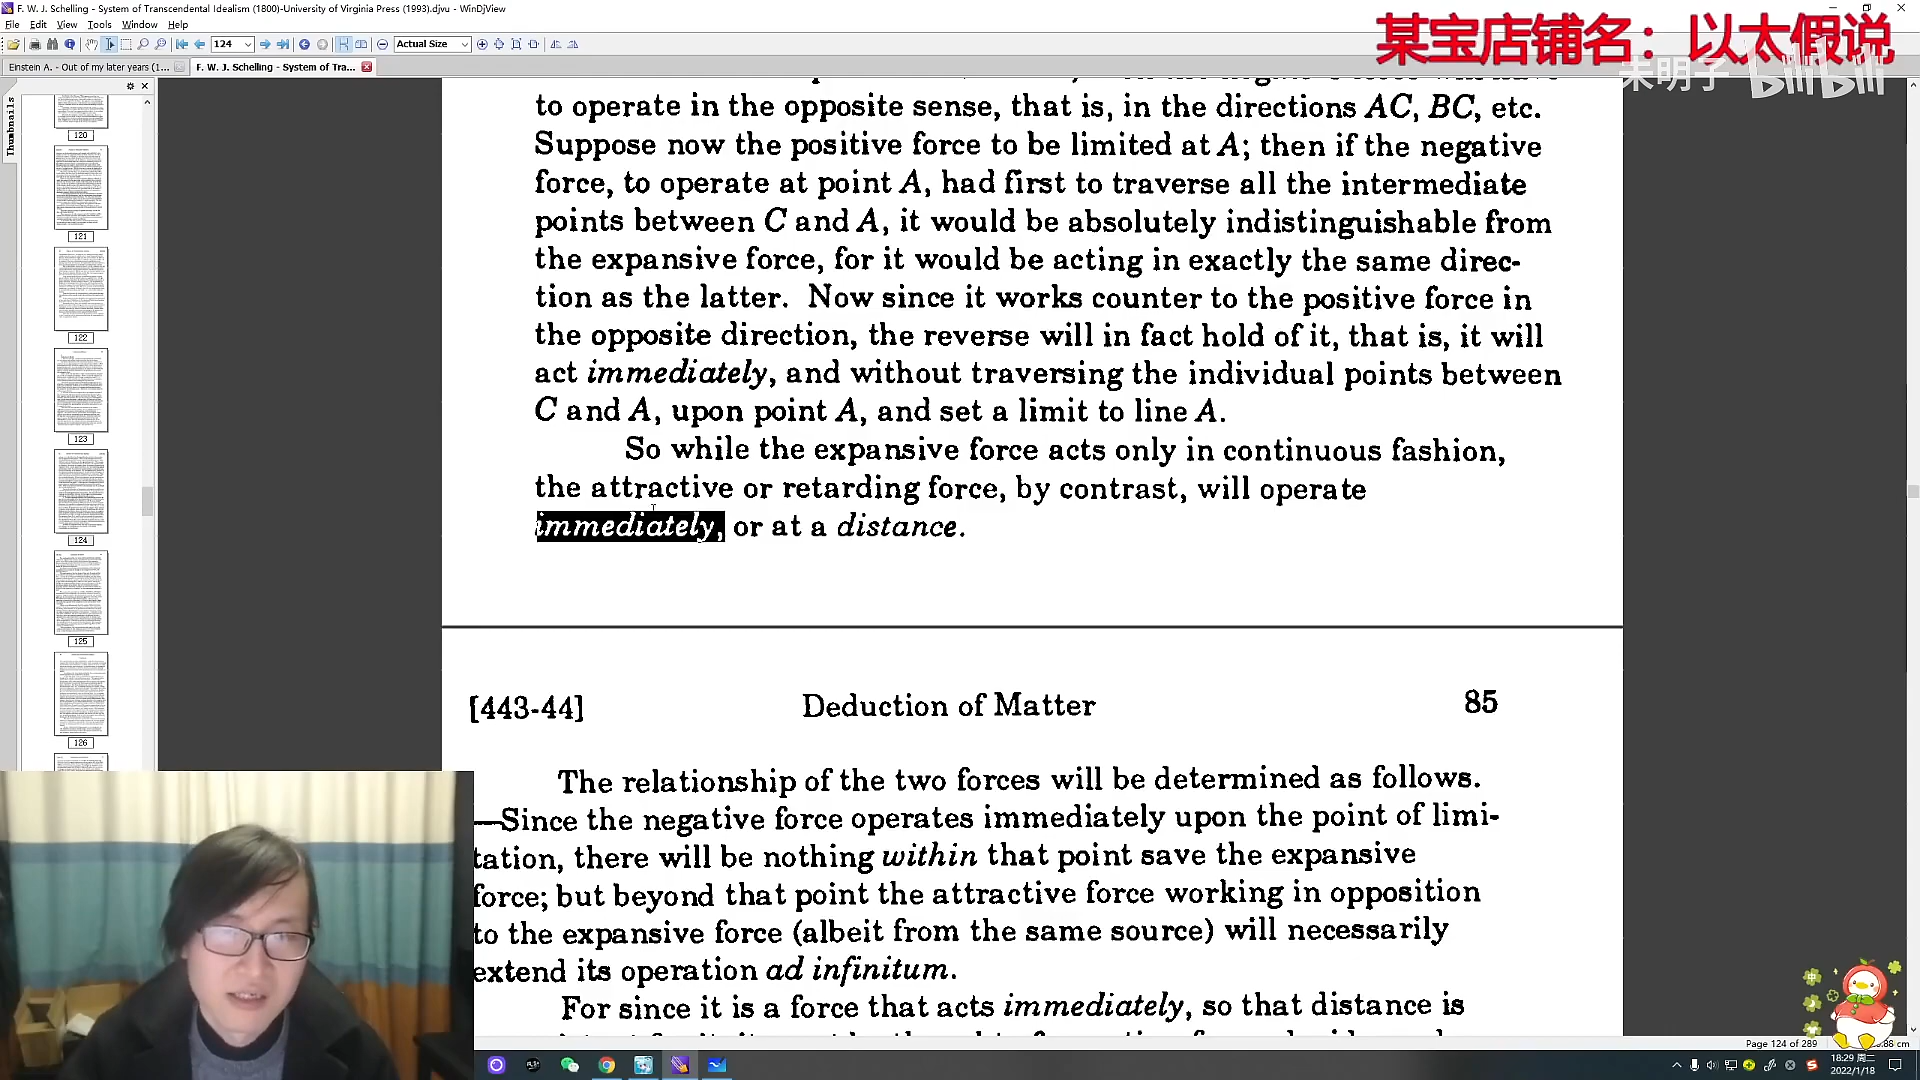 F. W. J. Schelling - System of Transcendental Idealism (1800)-University of Virginia Press (1993).djvu - WinDjView
File Edit View Tools Window Help
124
Actual Size
Einstein A. - Out of my later years (1...
F. W. J. Schelling - System of Tra...
某宝店铺名：以太假说
朱明子 bilibili
Thumbnails
120
121
122
123
124
125
126
to operate in the opposite sense, that is, in the directions AC, BC, etc.
Suppose now the positive force to be limited at A; then if the negative
force, to operate at point A, had first to traverse all the intermediate
points between C and A, it would be absolutely indistinguishable from
the expansive force, for it would be acting in exactly the same direc-
tion as the latter. Now since it works counter to the positive force in
the opposite direction, the reverse will in fact hold of it, that is, it will
act immediately, and without traversing the individual points between
C and A, upon point A, and set a limit to line A.
So while the expansive force acts only in continuous fashion,
the attractive or retarding force, by contrast, will operate
immediately, or at a distance.
[443-44] Deduction of Matter 85
The relationship of the two forces will be determined as follows.
—Since the negative force operates immediately upon the point of limi-
tation, there will be nothing within that point save the expansive
force; but beyond that point the attractive force working in opposition
to the expansive force (albeit from the same source) will necessarily
extend its operation ad infinitum.
For since it is a force that acts immediately, so that distance is
Page 124 of 289
cm
18:29 周二
2022/1/18